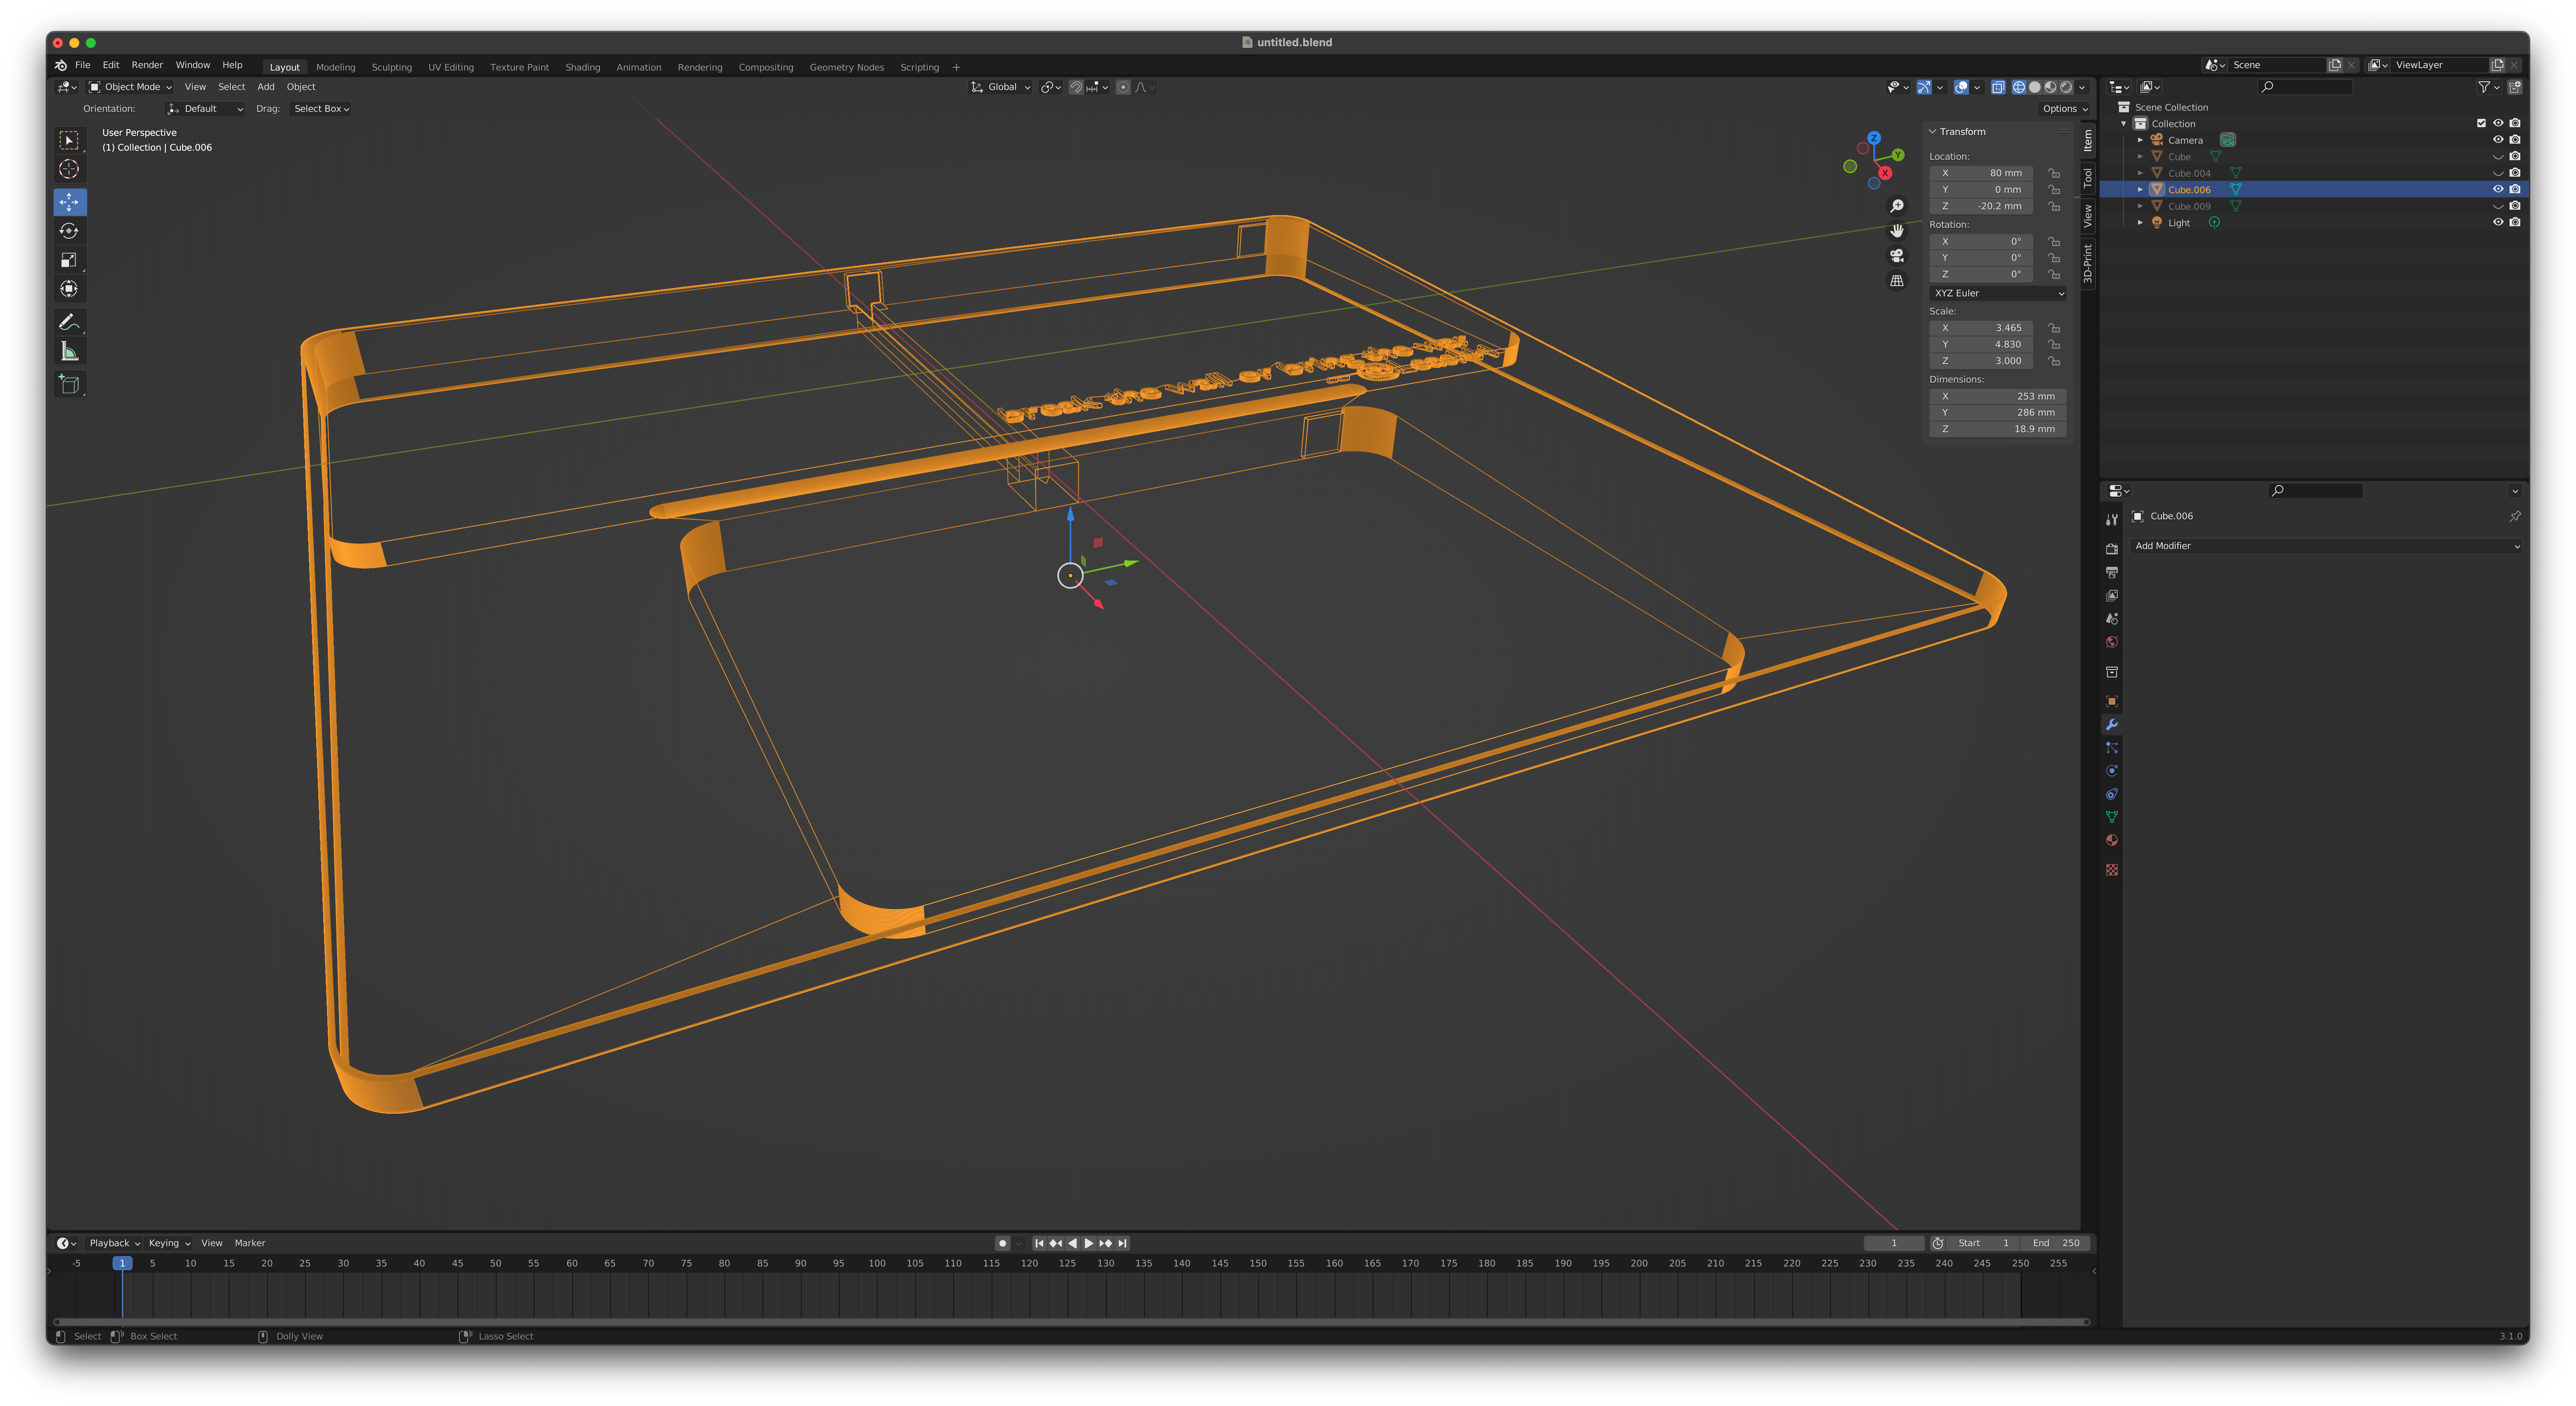 untitled.blend
File Edit Render Window Help Layout Modeling Sculpting UV Editing Texture Paint Shading Animation Rendering Compositing Geometry Nodes Scripting + Scene ViewLayer
Object Mode View Select Add Object Global
Orientation: Default Drag: Select Box Options
User Perspective
(1) Collection | Cube.006
Z
Y
X
Transform
Location:
X 80 mm
Y 0 mm
Z -20.2 mm
Rotation:
X 0°
Y 0°
Z 0°
XYZ Euler
Scale:
X 3.465
Y 4.830
Z 3.000
Dimensions:
X 253 mm
Y 286 mm
Z 18.9 mm
Item
Tool
View
3D-Print
Scene Collection
Collection
Camera
Cube
Cube.004
Cube.006
Cube.009
Light
Cube.006
Add Modifier
Playback Keying View Marker 1 Start 1 End 250
-5 1 5 10 15 20 25 30 35 40 45 50 55 60 65 70 75 80 85 90 95 100 105 110 115 120 125 130 135 140 145 150 155 160 165 170 175 180 185 190 195 200 205 210 215 220 225 230 235 240 245 250 255
Select Box Select Dolly View Lasso Select 3.1.0